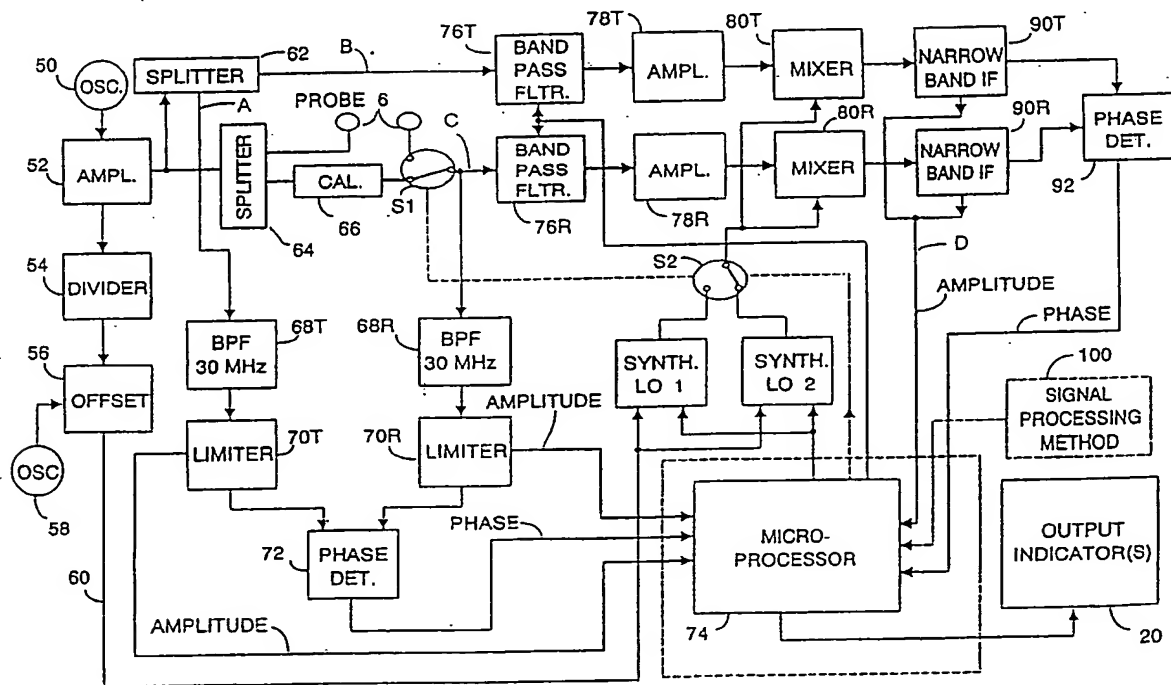 50
OSC.
62
SPLITTER
B
76T
BAND
PASS
FLTR.
78T
AMPL.
80T
MIXER
90T
NARROW
BAND IF
A
PROBE 6
C
52
AMPL.
SPLITTER
64
CAL.
66
S1
BAND
PASS
FLTR.
76R
AMPL.
78R
80R
MIXER
90R
NARROW
BAND IF
PHASE
DET.
92
54
DIVIDER
S2
D
AMPLITUDE
PHASE
68T
BPF
30 MHz
68R
BPF
30 MHz
SYNTH.
LO 1
SYNTH.
LO 2
56
OFFSET
OSC
58
LIMITER
70T
70R
LIMITER
AMPLITUDE
100
SIGNAL
PROCESSING
METHOD
72
PHASE
DET.
PHASE
MICRO-
PROCESSOR
74
OUTPUT
INDICATOR(S)
20
60
AMPLITUDE